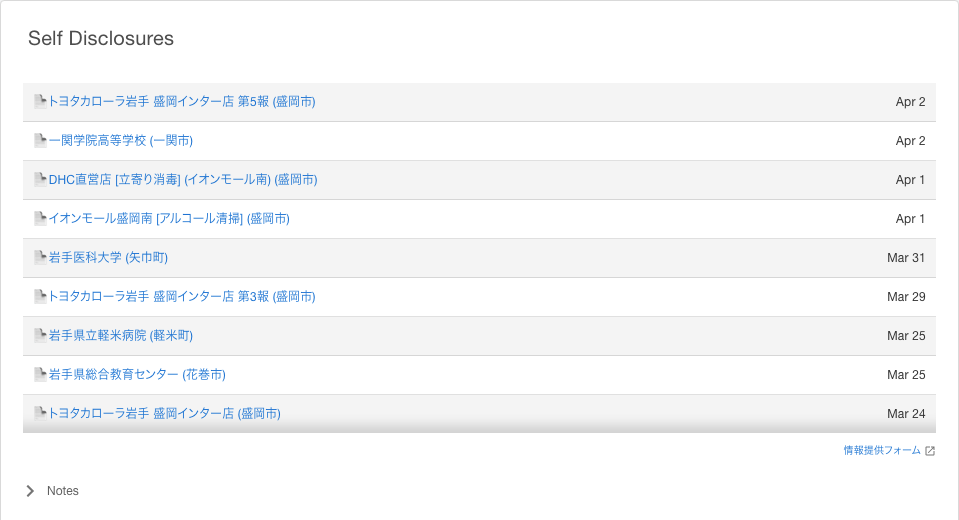 Self Disclosures
トヨタカローラ岩手 盛岡インター店 第5報 (盛岡市) Apr 2
一関学院高等学校 (一関市) Apr 2
DHC直営店 [立寄り消毒] (イオンモール南) (盛岡市) Apr 1
イオンモール盛岡南 [アルコール清掃] (盛岡市) Apr 1
岩手医科大学 (矢巾町) Mar 31
トヨタカローラ岩手 盛岡インター店 第3報 (盛岡市) Mar 29
岩手県立軽米病院 (軽米町) Mar 25
岩手県総合教育センター (花巻市) Mar 25
トヨタカローラ岩手 盛岡インター店 (盛岡市) Mar 24
情報提供フォーム
Notes